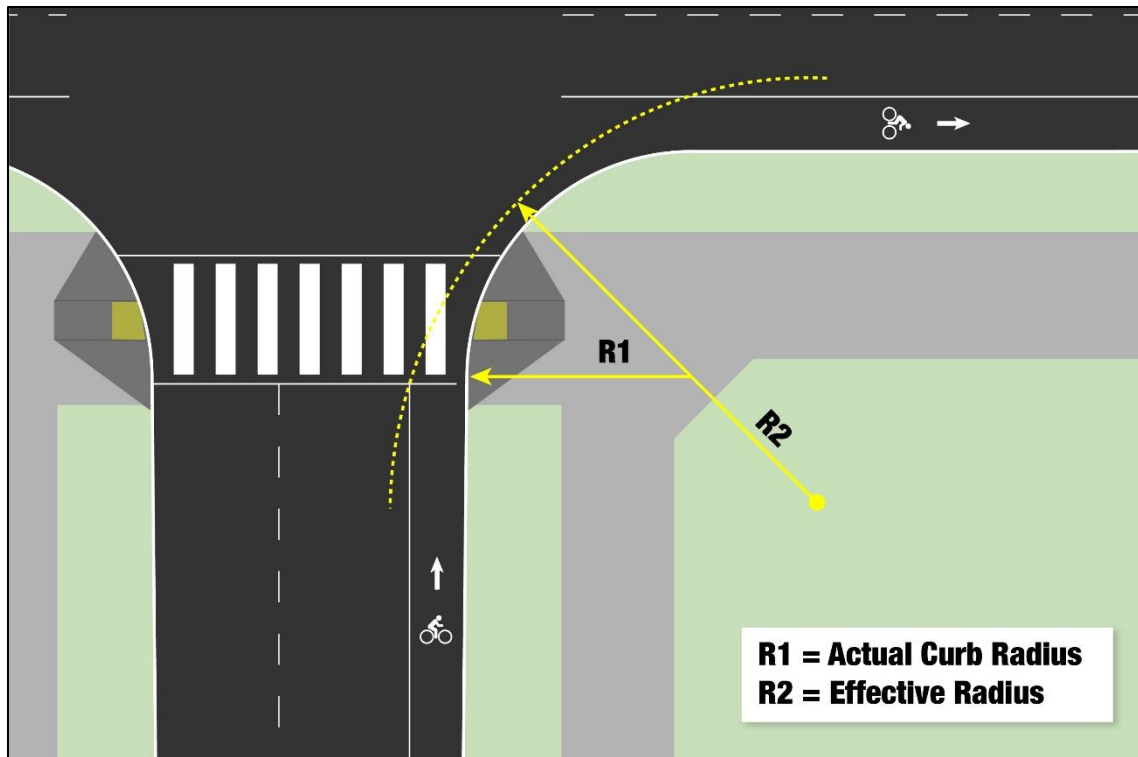 R1
R2
R1 = Actual Curb Radius
R2 = Effective Radius